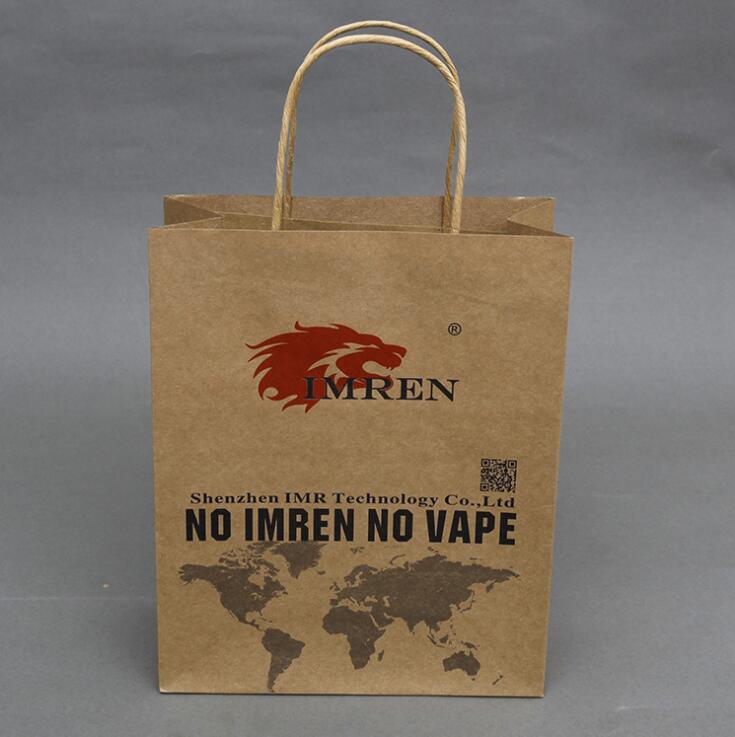 ®
IMREN
Shenzhen IMR Technology Co.,Ltd
NO IMREN NO VAPE